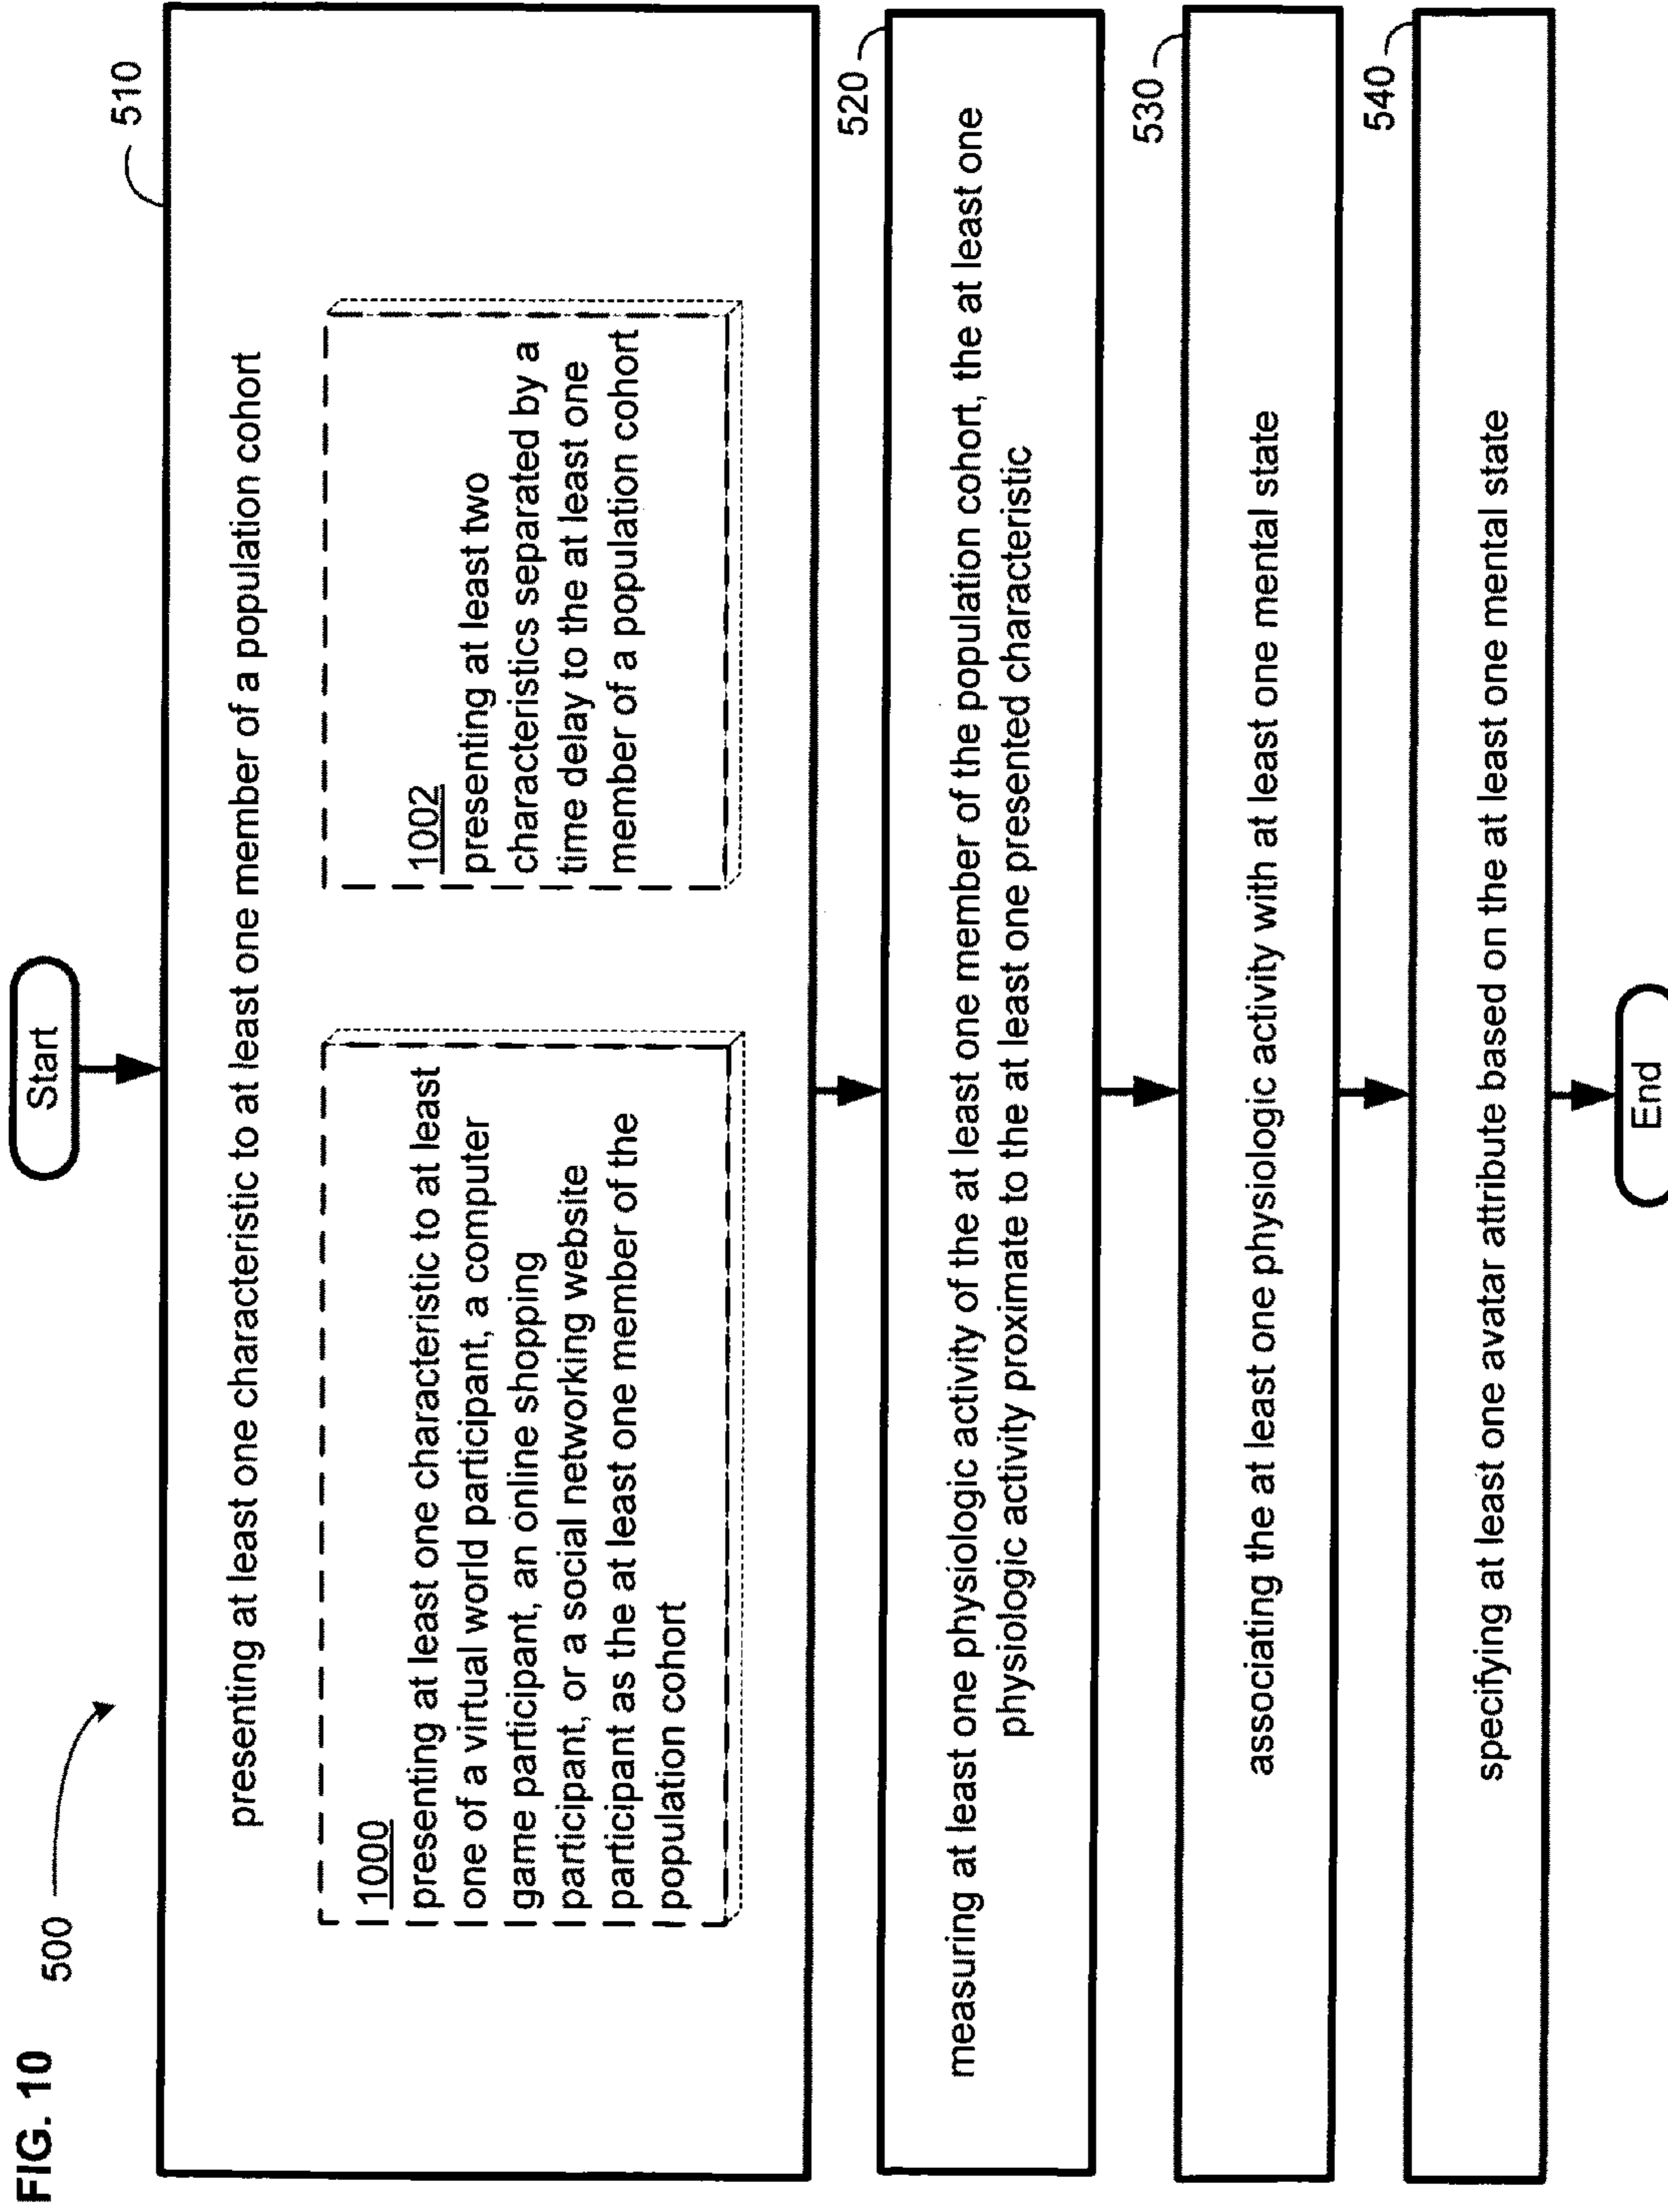 FIG. 10
500
Start
510
presenting at least one characteristic to at least one member of a population cohort
1000
presenting at least one characteristic to at least
one of a virtual world participant, a computer
game participant, an online shopping
participant, or a social networking website
participant as the at least one member of the
population cohort
1002
presenting at least two
characteristics separated by a
time delay to the at least one
member of a population cohort
520
measuring at least one physiologic activity of the at least one member of the population cohort, the at least one
physiologic activity proximate to the at least one presented characteristic
530
associating the at least one physiologic activity with at least one mental state
540
specifying at least one avatar attribute based on the at least one mental state
End